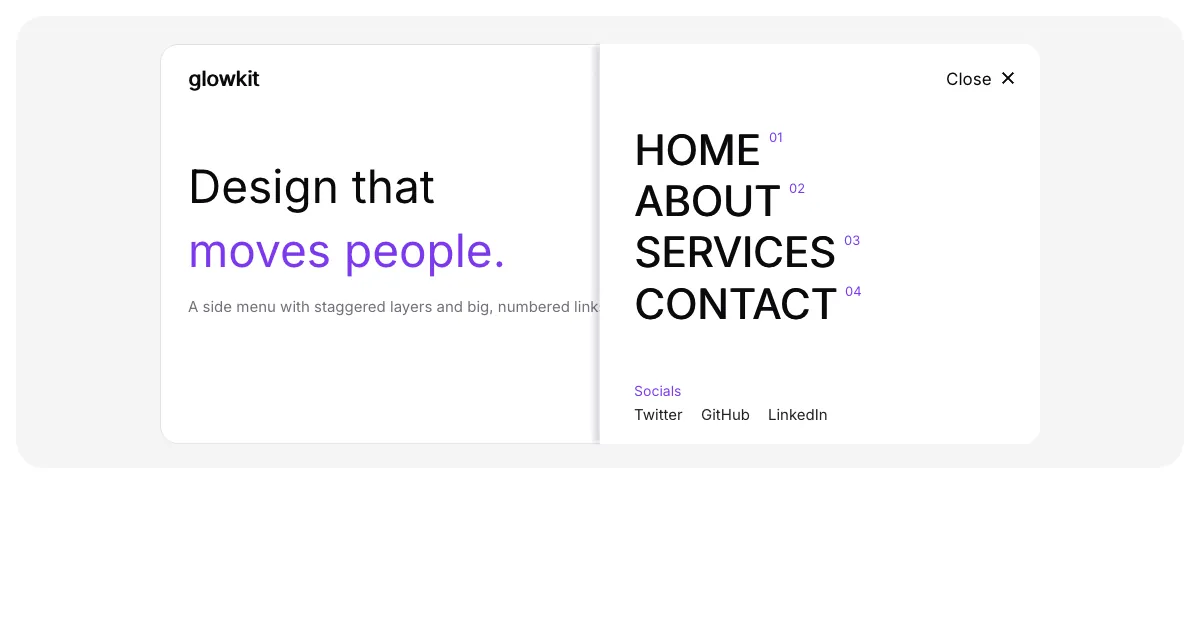 glowkit
Design that
moves people.
A side menu with staggered layers and big, numbered link
Close ✕
HOME 01
ABOUT 02
SERVICES 03
CONTACT 04
Socials
Twitter GitHub LinkedIn